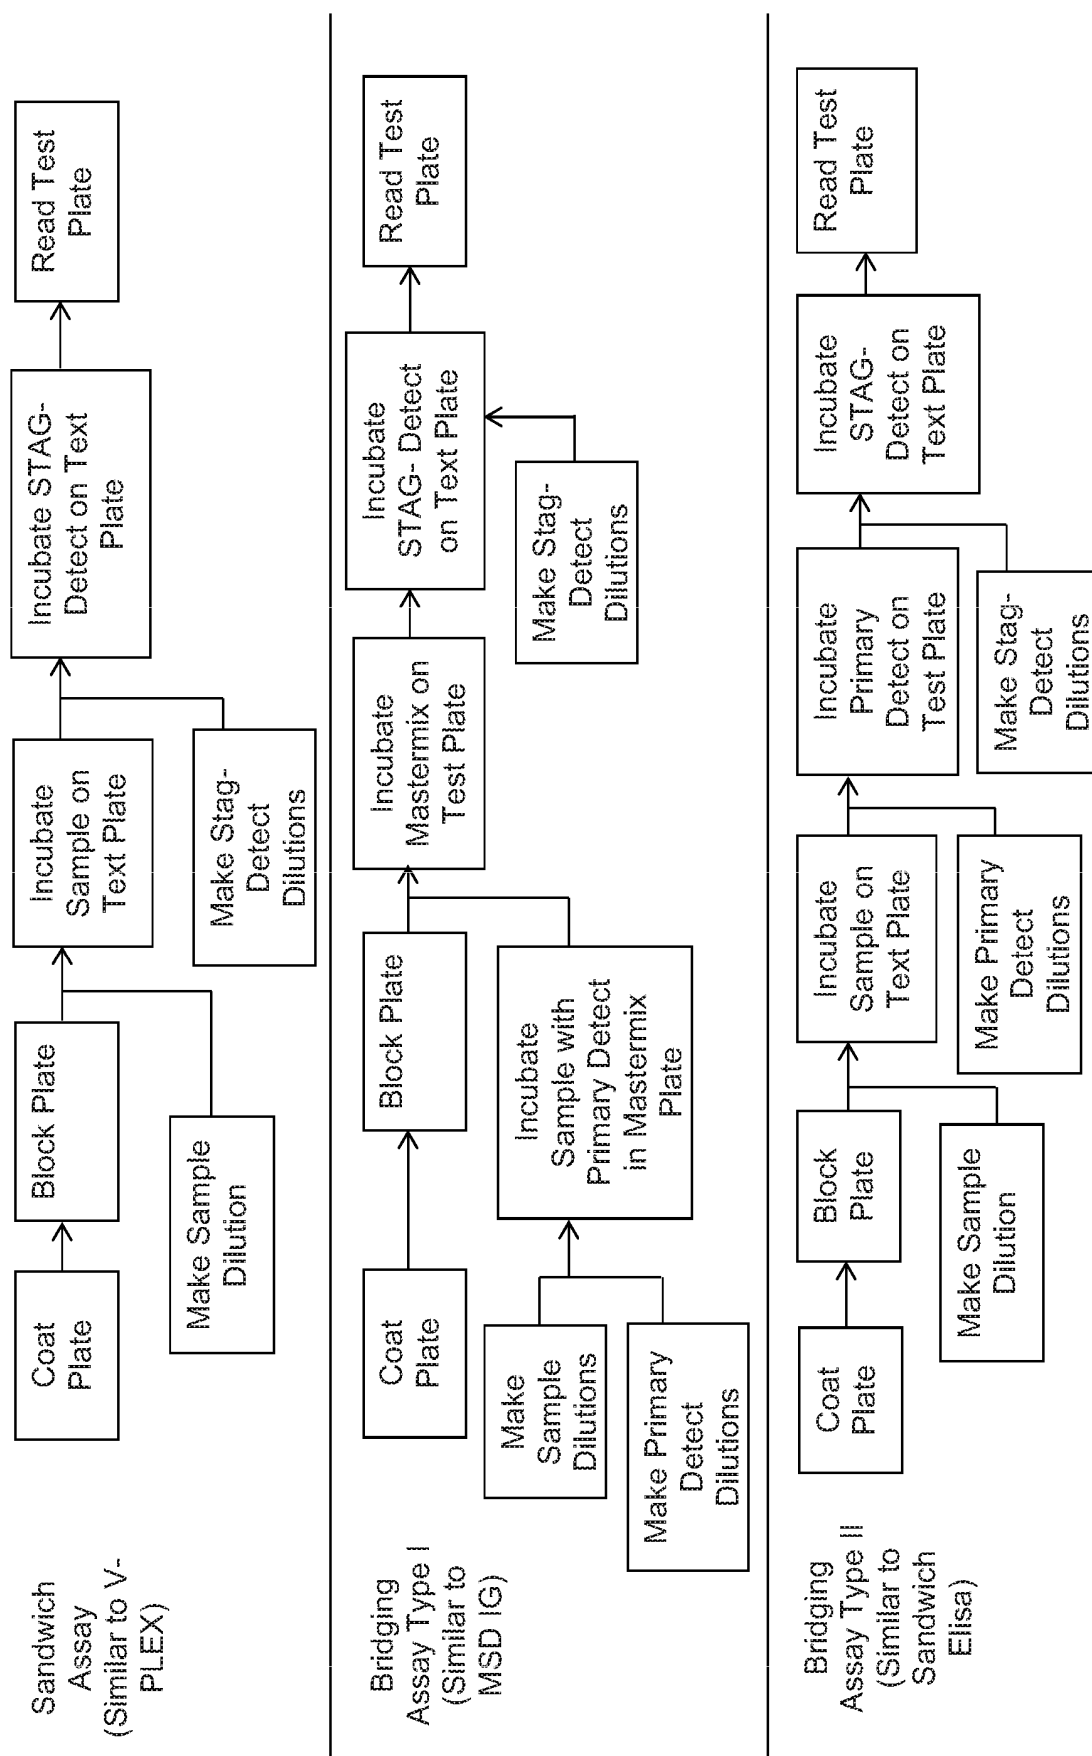 Sandwich
Assay
(Similar to V-
PLEX)
Coat
Plate
Block Plate
Make Sample
Dilution
Incubate
Sample on
Text Plate
Make Stag-
Detect
Dilutions
Incubate STAG-
Detect on Text
Plate
Read Test
Plate
Bridging
Assay Type I
(Similar to
MSD IG)
Coat
Plate
Block Plate
Make
Sample
Dilutions
Make Primary
Detect
Dilutions
Incubate
Sample with
Primary Detect
in Mastermix
Plate
Incubate
Mastermix on
Test Plate
Make Stag-
Detect
Dilutions
Incubate
STAG- Detect
on Text Plate
Read Test
Plate
Bridging
Assay Type II
(Similar to
Sandwich
Elisa)
Coat
Plate
Block
Plate
Make Sample
Dilution
Incubate
Sample on
Text Plate
Make Primary
Detect
Dilutions
Incubate
Primary
Detect on
Test Plate
Make Stag-
Detect
Dilutions
Incubate
STAG-
Detect on
Text Plate
Read Test
Plate